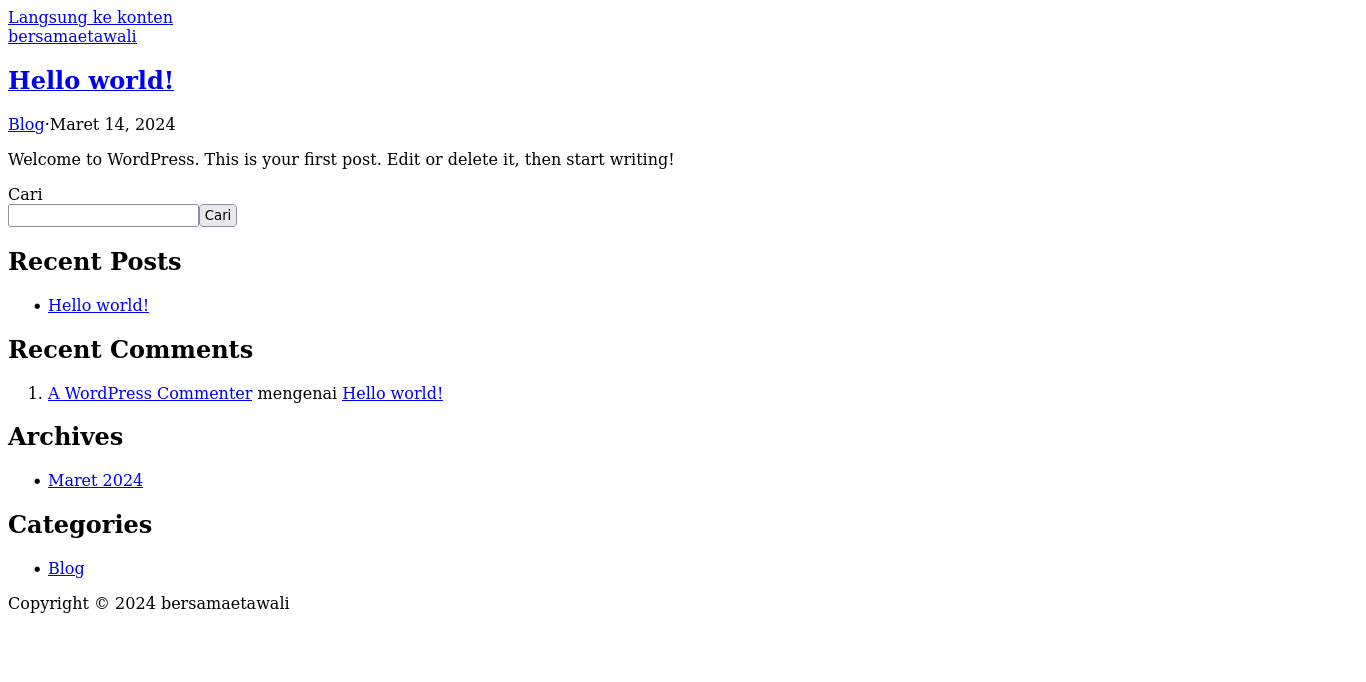 Langsung ke konten
bersamaetawali
Hello world!
Blog·Maret 14, 2024
Welcome to WordPress. This is your first post. Edit or delete it, then start writing!
Cari
Cari
Recent Posts
• Hello world!
Recent Comments
1. A WordPress Commenter mengenai Hello world!
Archives
• Maret 2024
Categories
• Blog
Copyright © 2024 bersamaetawali